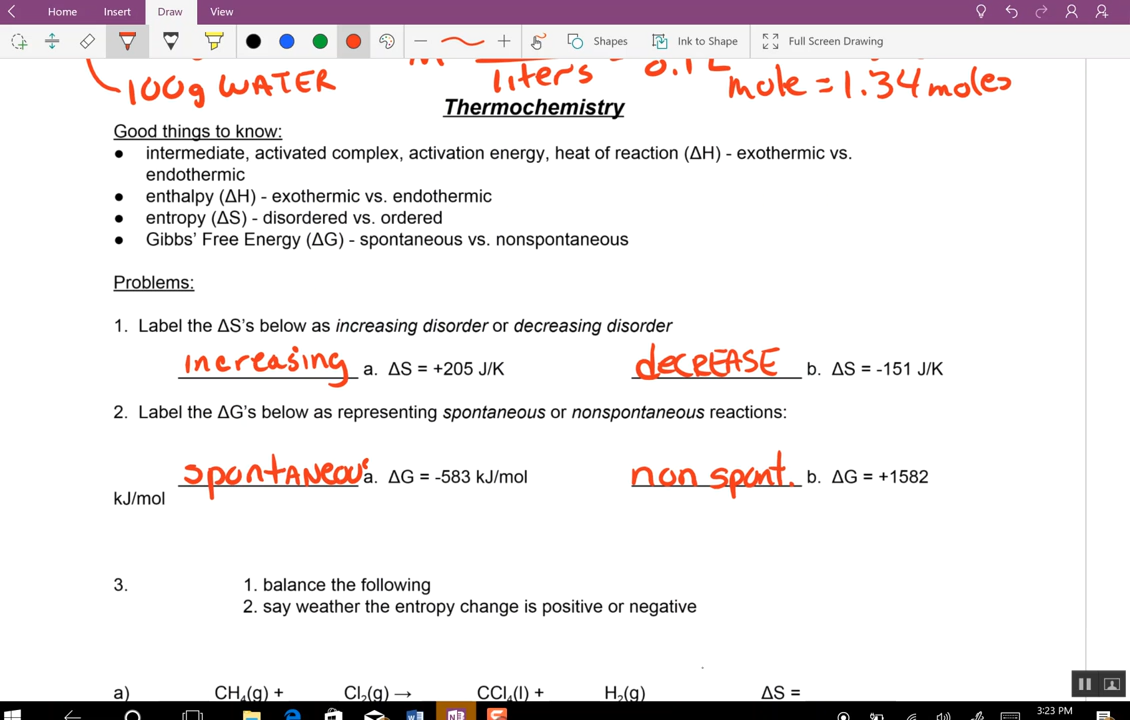 Home Insert Draw View
Shapes Ink to Shape Full Screen Drawing
100g WATER liters mole = 1.34 moles
Thermochemistry
Good things to know:
● intermediate, activated complex, activation energy, heat of reaction (ΔH) - exothermic vs.
endothermic
● enthalpy (ΔH) - exothermic vs. endothermic
● entropy (ΔS) - disordered vs. ordered
● Gibbs' Free Energy (ΔG) - spontaneous vs. nonspontaneous
Problems:
1. Label the ΔS's below as increasing disorder or decreasing disorder
increasing a. ΔS = +205 J/K decREASE b. ΔS = -151 J/K
2. Label the ΔG's below as representing spontaneous or nonspontaneous reactions:
spontANeous a. ΔG = -583 kJ/mol non spont. b. ΔG = +1582
kJ/mol
3. 1. balance the following
2. say weather the entropy change is positive or negative
a) CH₄(g) + Cl₂(g) → CCl₄(l) + H₂(g) ΔS =
3:23 PM